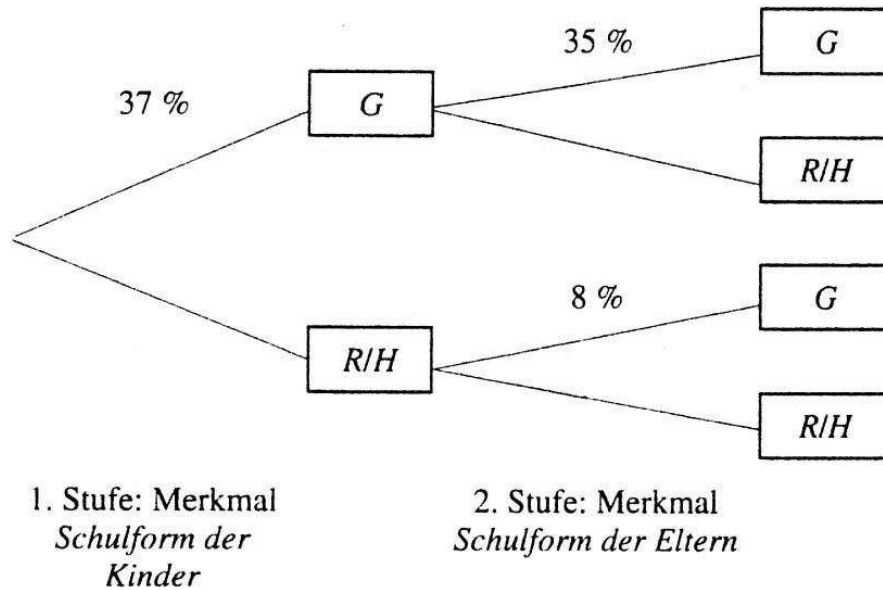 35 %
G
37 %
G
R/H
8 %
G
R/H
R/H
1. Stufe: Merkmal
Schulform der
Kinder
2. Stufe: Merkmal
Schulform der Eltern